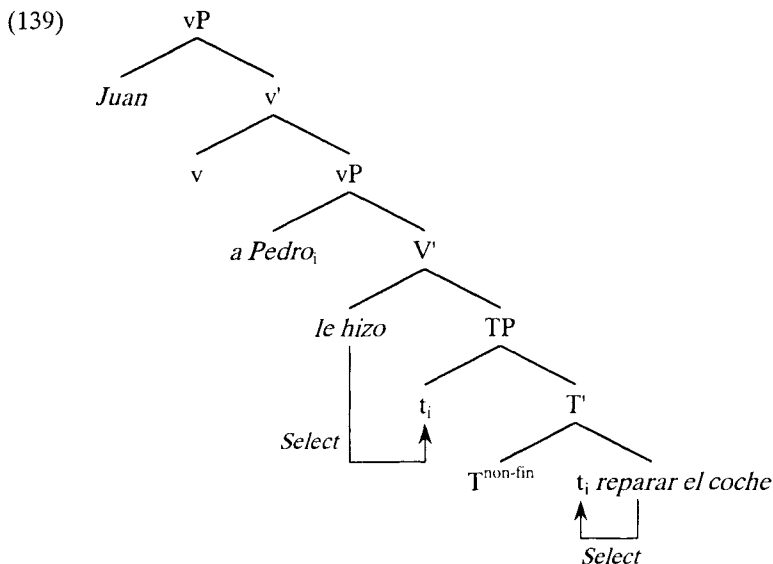 (139) vP
Juan v'
v vP
a Pedroi V'
le hizo TP
ti T'
Select
Tnon-fin ti reparar el coche
Select